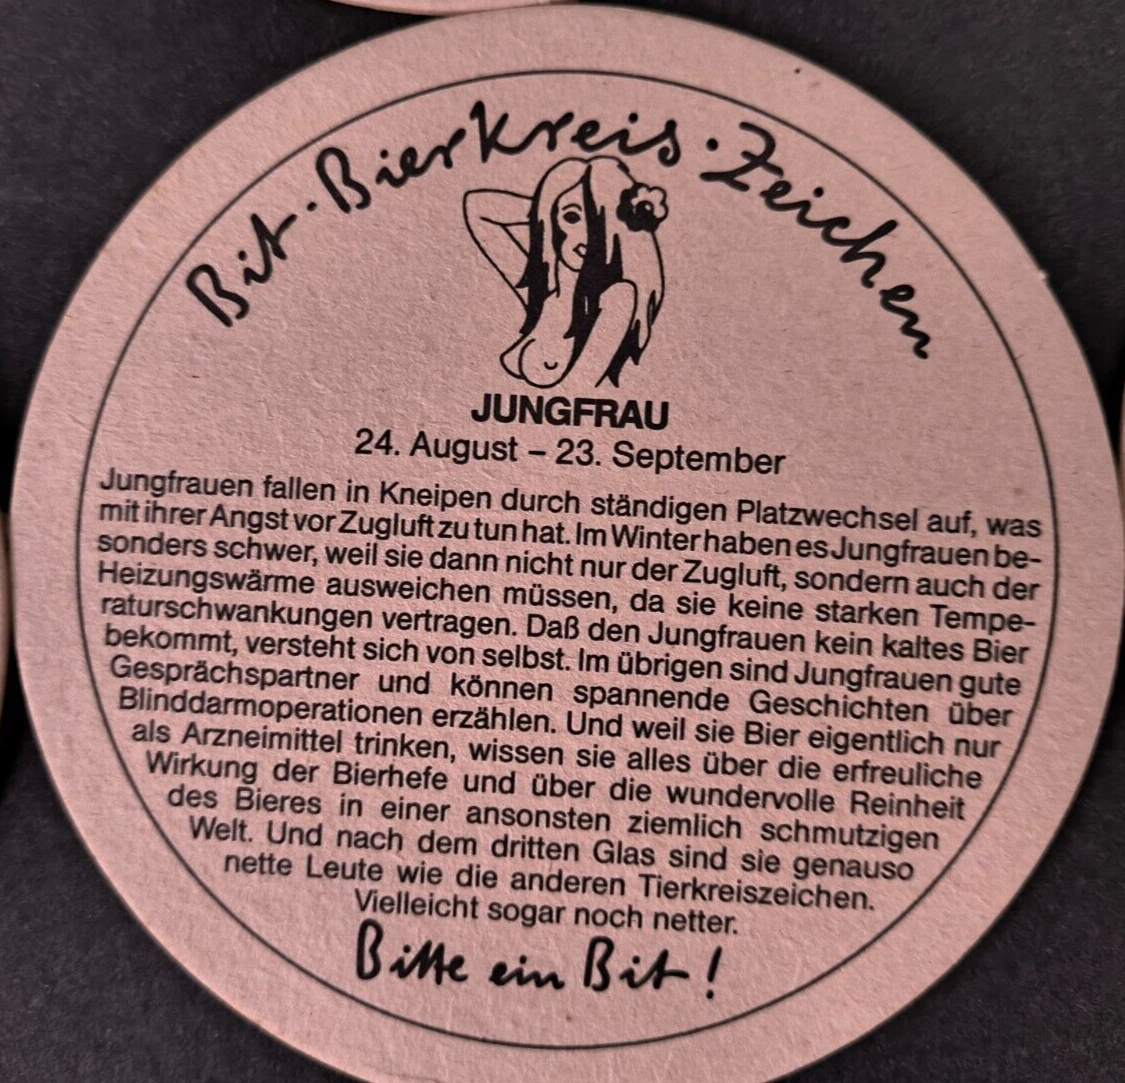 Bit·Bierkreis·Zeichen
JUNGFRAU
24. August – 23. September
Jungfrauen fallen in Kneipen durch ständigen Platzwechsel auf, was
mit ihrer Angst vor Zugluft zu tun hat. Im Winter haben es Jungfrauen be-
sonders schwer, weil sie dann nicht nur der Zugluft, sondern auch der
Heizungswärme ausweichen müssen, da sie keine starken Tempe-
raturschwankungen vertragen. Daß den Jungfrauen kein kaltes Bier
bekommt, versteht sich von selbst. Im übrigen sind Jungfrauen gute
Gesprächspartner und können spannende Geschichten über
Blinddarmoperationen erzählen. Und weil sie Bier eigentlich nur
als Arzneimittel trinken, wissen sie alles über die erfreuliche
Wirkung der Bierhefe und über die wundervolle Reinheit
des Bieres in einer ansonsten ziemlich schmutzigen
Welt. Und nach dem dritten Glas sind sie genauso
nette Leute wie die anderen Tierkreiszeichen.
Vielleicht sogar noch netter.
Bitte ein Bit!